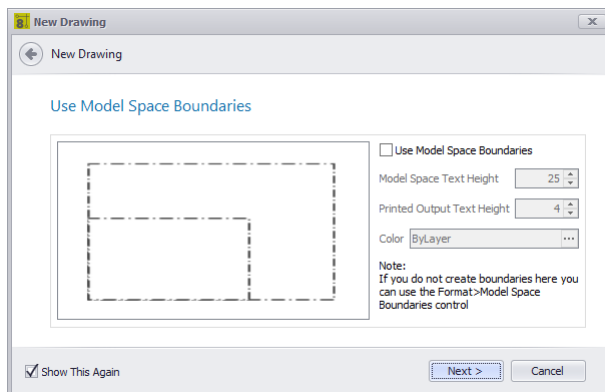 New Drawing
New Drawing
Use Model Space Boundaries
Use Model Space Boundaries
Model Space Text Height 25
Printed Output Text Height 4
Color ByLayer ...
Note:
If you do not create boundaries here you
can use the Format>Model Space
Boundaries control
Show This Again
Next >
Cancel